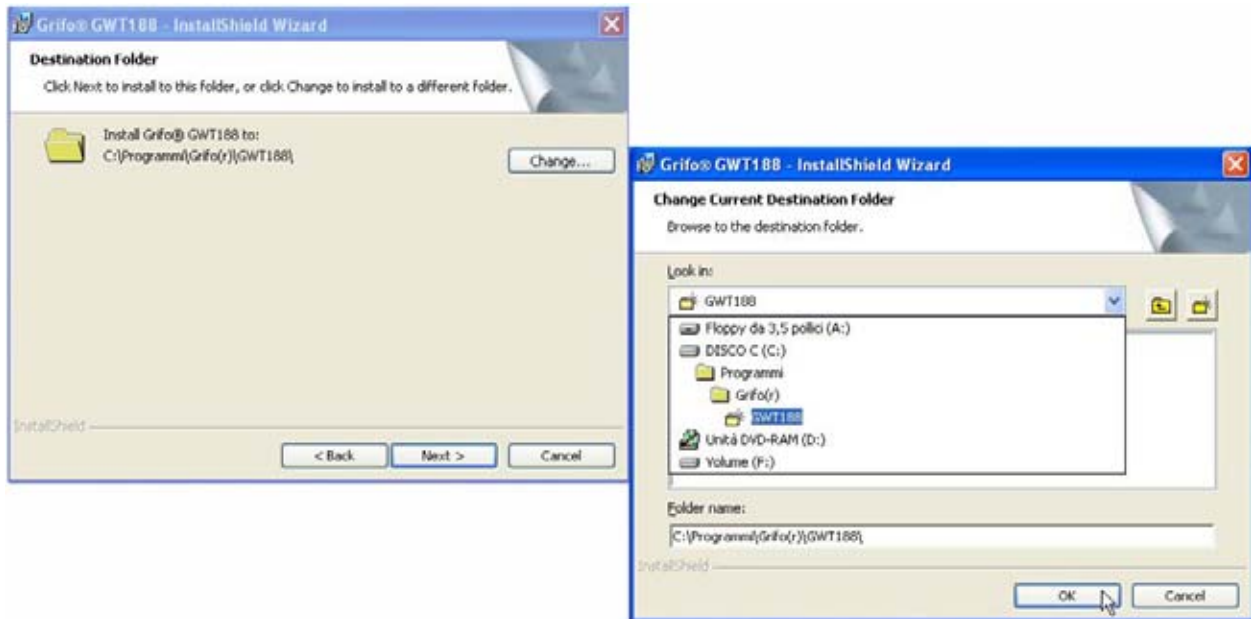 Grifo® GWT188 - InstallShield Wizard
Destination Folder
Click Next to install to this folder, or click Change to install to a different folder.
Install Grifo® GWT188 to:
C:\Programmi\Grifo(r)\GWT188\
Change...
InstallShield
< Back
Next >
Cancel
Grifo® GWT188 - InstallShield Wizard
Change Current Destination Folder
Browse to the destination folder.
Look in:
GWT188
Floppy da 3,5 pollici (A:)
DISCO C (C:)
Programmi
Grifo(r)
GWT188
Unità DVD-RAM (D:)
Volume (F:)
Folder name:
C:\Programmi\Grifo(r)\GWT188\
InstallShield
OK
Cancel